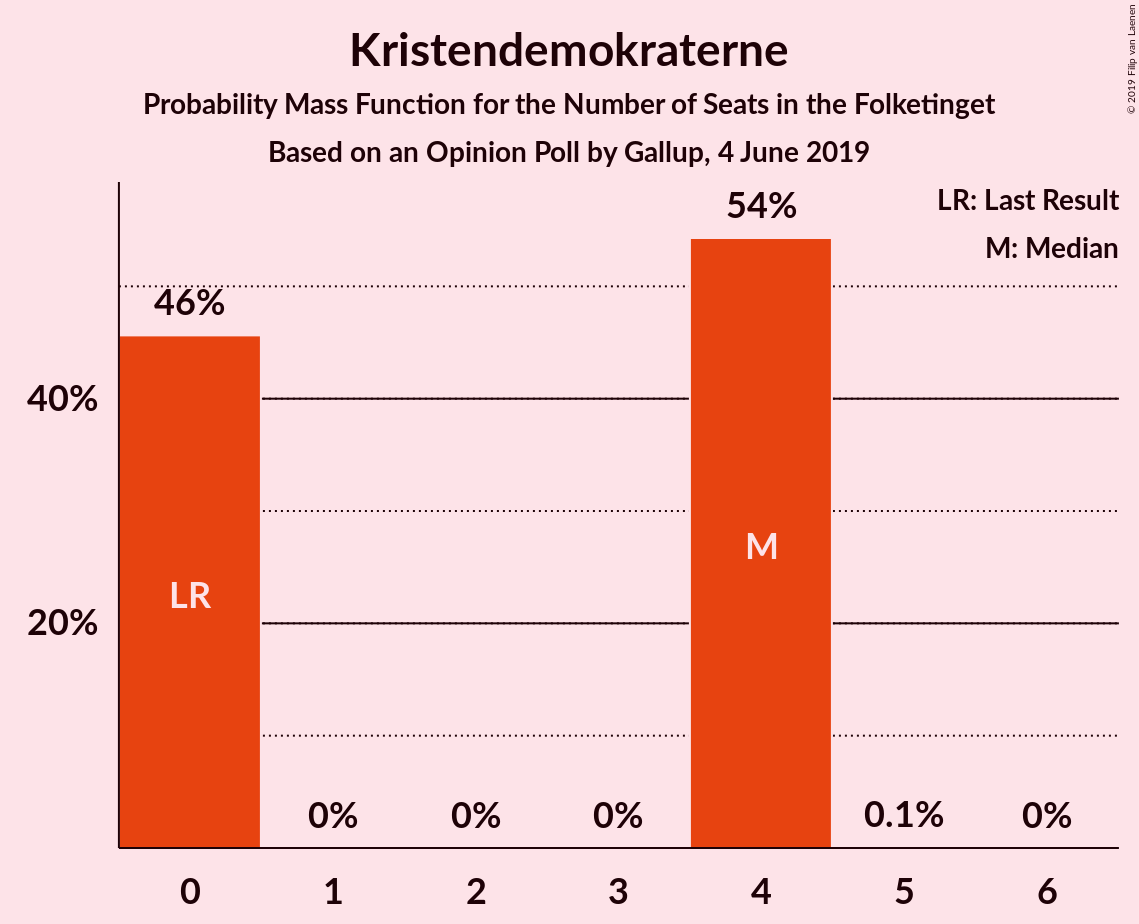 Kristendemokraterne
Probability Mass Function for the Number of Seats in the Folketinget
Based on an Opinion Poll by Gallup, 4 June 2019
© 2019 Filip van Laenen
LR: Last Result
M: Median
54%
46%
40%
20%
LR
M
0%
0%
0%
0.1%
0%
0
1
2
3
4
5
6